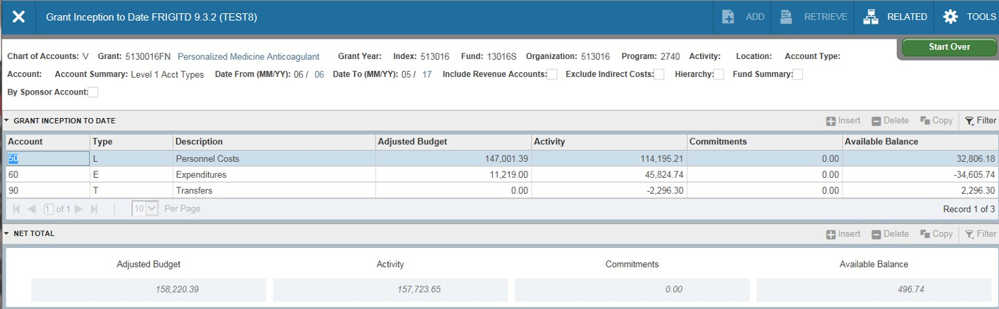 Grant Inception to Date FRIGITD 9.3.2 (TEST8) ADD RETRIEVE RELATED TOOLS
Start Over
Chart of Accounts: V Grant: 5130016FN Personalized Medicine Anticoagulant Grant Year: Index: 513016 Fund: 13016S Organization: 513016 Program: 2740 Activity: Location: Account Type:
Account: Account Summary: Level 1 Acct Types Date From (MM/YY): 06 / 06 Date To (MM/YY): 05 / 17 Include Revenue Accounts: Exclude Indirect Costs: Hierarchy: Fund Summary:
By Sponsor Account:
GRANT INCEPTION TO DATE Insert Delete Copy Filter
Account Type Description Adjusted Budget Activity Commitments Available Balance
50 L Personnel Costs 147,001.39 114,195.21 0.00 32,806.18
60 E Expenditures 11,219.00 45,824.74 0.00 -34,605.74
90 T Transfers 0.00 -2,296.30 0.00 2,296.30
1 of 1 10 Per Page Record 1 of 3
NET TOTAL Insert Delete Copy Filter
Adjusted Budget Activity Commitments Available Balance
158,220.39 157,723.65 0.00 496.74